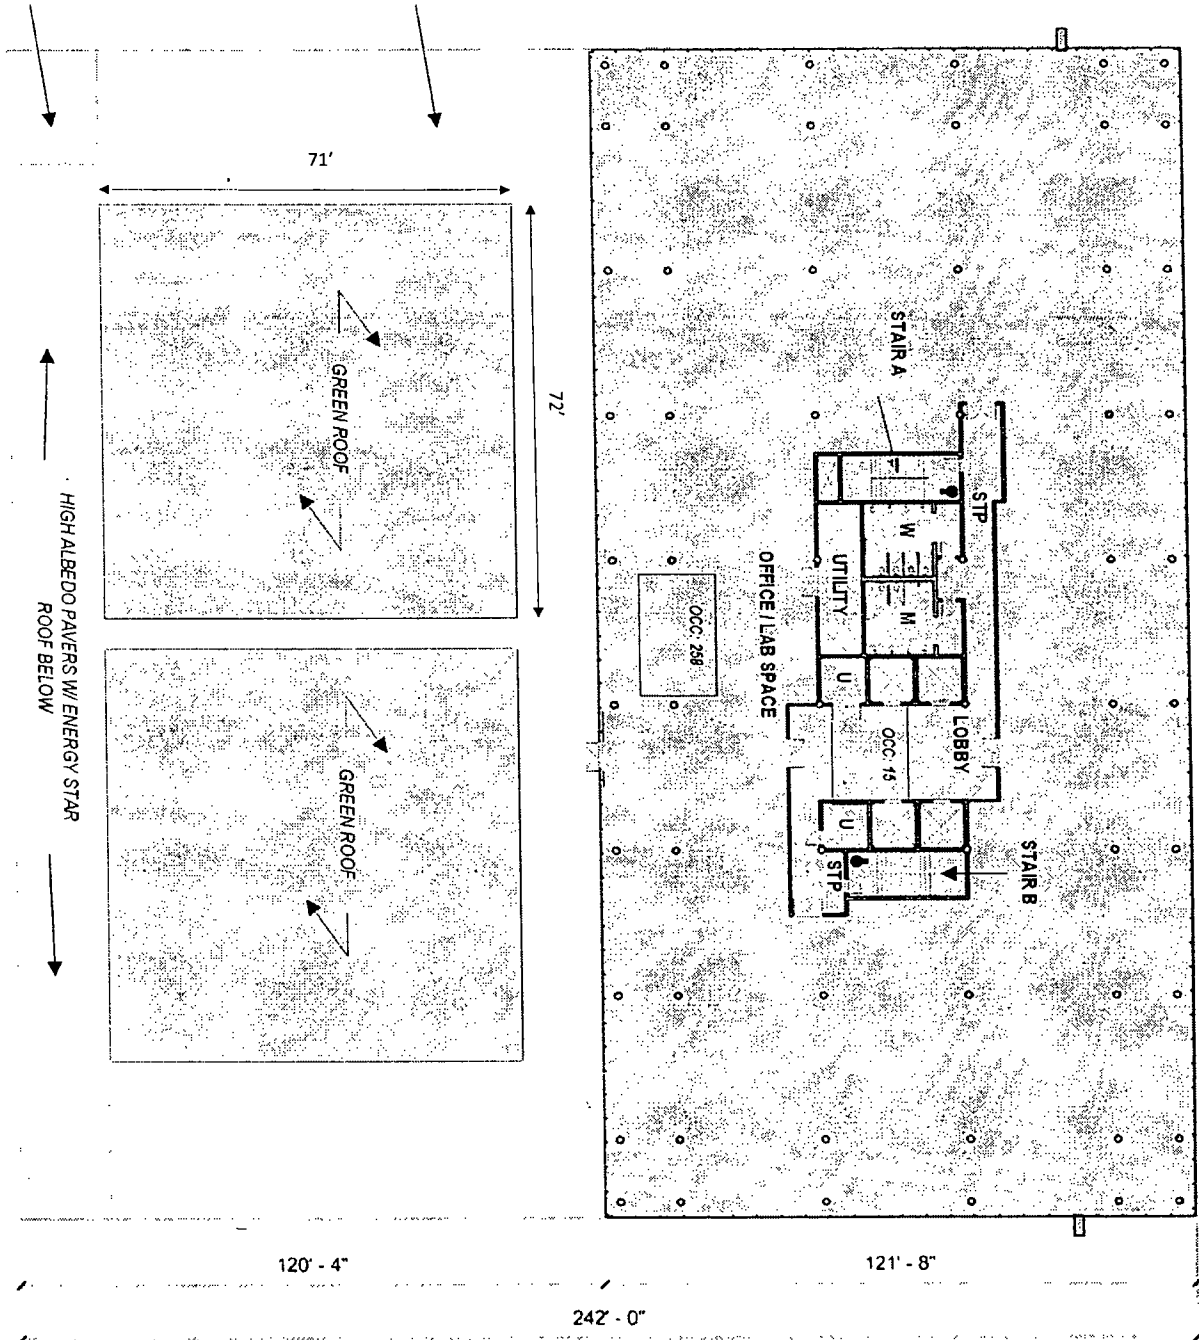 71'
72'
GREEN ROOF
GREEN ROOF
HIGH ALBEDO PAVERS W/ ENERGY STAR
ROOF BELOW
STAIR A
STP
W
M
UTILITY
OFFICE / LAB SPACE
OCC: 258
U
LOBBY
OCC: 15
U
STP
STAIR B
120' - 4"
121' - 8"
242' - 0"